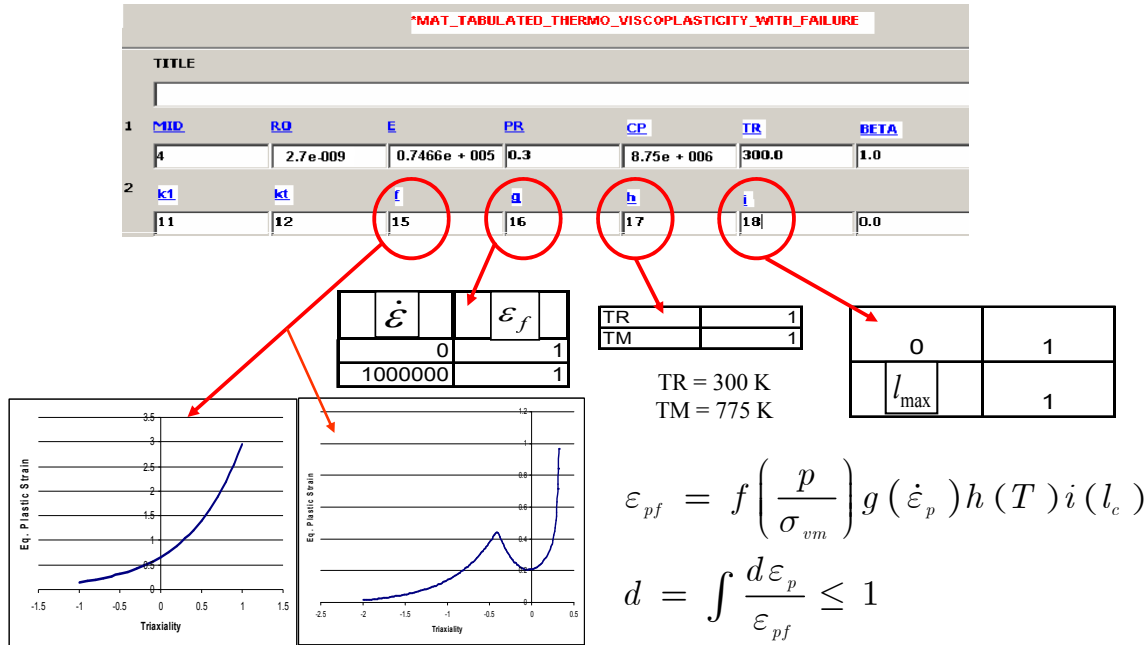 *MAT_TABULATED_THERMO_VISCOPLASTICITY_WITH_FAILURE
TITLE
1 MID RO E PR CP TR BETA
4 2.7e-009 0.7466e + 005 0.3 8.75e + 006 300.0 1.0
2 k1 kt f g h i
11 12 15 16 17 18 0.0
ε̇ ε_f
0 1
1000000 1
TR 1
TM 1
TR = 300 K
TM = 775 K
0 1
l_max 1
3.5
3
2.5
2
1.5
1
0.5
0
-1.5 -1 -0.5 0 0.5 1 1.5
Eq. Plastic Strain
Triaxiality
1.2
1
0.8
0.6
0.4
0.2
0
-2.5 -2 -1.5 -1 -0.5 0 0.5
Eq. Plastic Strain
Triaxiality
ε_pf = f(p/σ_vm) g(ε̇_p) h(T) i(l_c)
d = ∫ dε_p/ε_pf ≤ 1